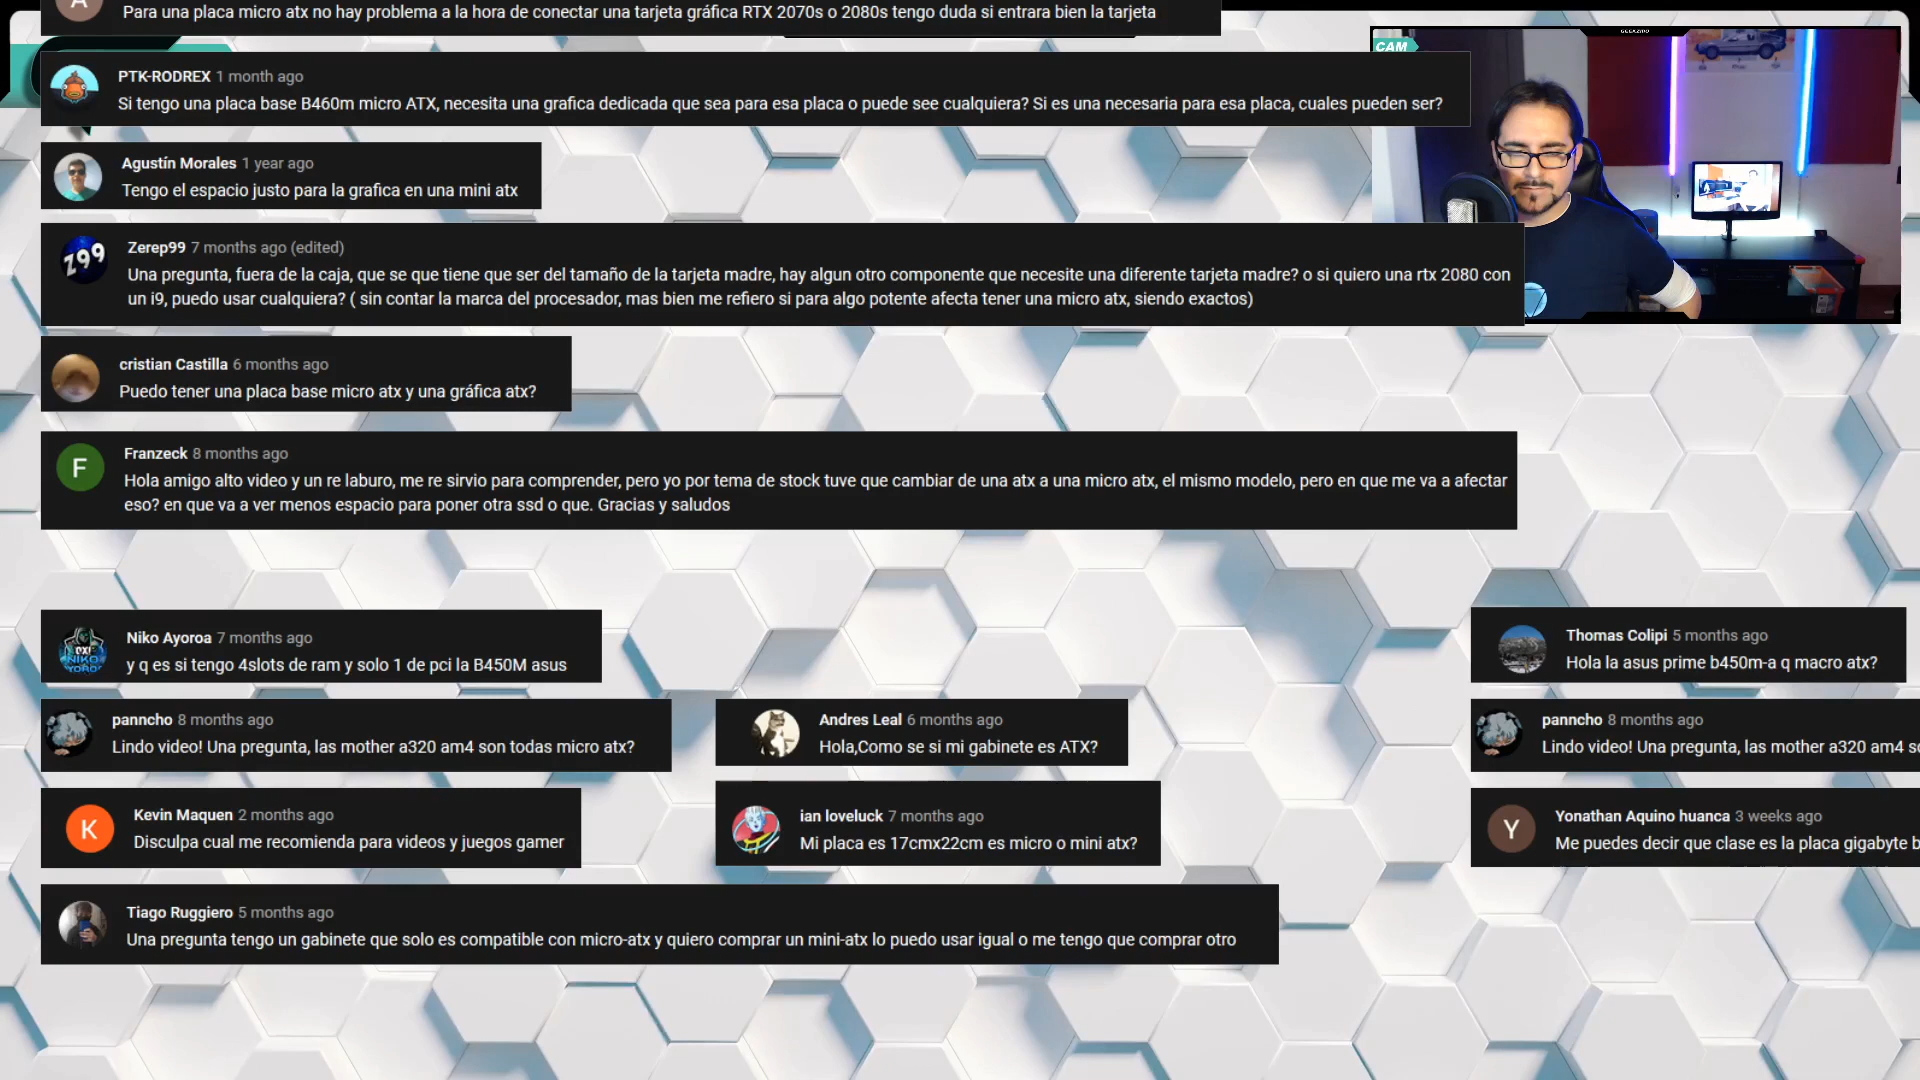 Para una placa micro atx no hay problema a la hora de conectar una tarjeta gráfica RTX 2070s o 2080s tengo duda si entrara bien la tarjeta
PTK-RODREX 1 month ago
Si tengo una placa base B460m micro ATX, necesita una grafica dedicada que sea para esa placa o puede see cualquiera? Si es una necesaria para esa placa, cuales pueden ser?
CAM
Agustín Morales 1 year ago
Tengo el espacio justo para la grafica en una mini atx
Z99
Zerep99 7 months ago (edited)
Una pregunta, fuera de la caja, que se que tiene que ser del tamaño de la tarjeta madre, hay algun otro componente que necesite una diferente tarjeta madre? o si quiero una rtx 2080 con
un i9, puedo usar cualquiera? ( sin contar la marca del procesador, mas bien me refiero si para algo potente afecta tener una micro atx, siendo exactos)
cristian Castilla 6 months ago
Puedo tener una placa base micro atx y una gráfica atx?
F
Franzeck 8 months ago
Hola amigo alto video y un re laburo, me re sirvio para comprender, pero yo por tema de stock tuve que cambiar de una atx a una micro atx, el mismo modelo, pero en que me va a afectar
eso? en que va a ver menos espacio para poner otra ssd o que. Gracias y saludos
Niko Ayoroa 7 months ago
y q es si tengo 4slots de ram y solo 1 de pci la B450M asus
Thomas Colipi 5 months ago
Hola la asus prime b450m-a q macro atx?
panncho 8 months ago
Lindo video! Una pregunta, las mother a320 am4 son todas micro atx?
Andres Leal 6 months ago
Hola,Como se si mi gabinete es ATX?
panncho 8 months ago
Lindo video! Una pregunta, las mother a320 am4 so
K
Kevin Maquen 2 months ago
Disculpa cual me recomienda para videos y juegos gamer
ian loveluck 7 months ago
Mi placa es 17cmx22cm es micro o mini atx?
Y
Yonathan Aquino huanca 3 weeks ago
Me puedes decir que clase es la placa gigabyte b
Tiago Ruggiero 5 months ago
Una pregunta tengo un gabinete que solo es compatible con micro-atx y quiero comprar un mini-atx lo puedo usar igual o me tengo que comprar otro